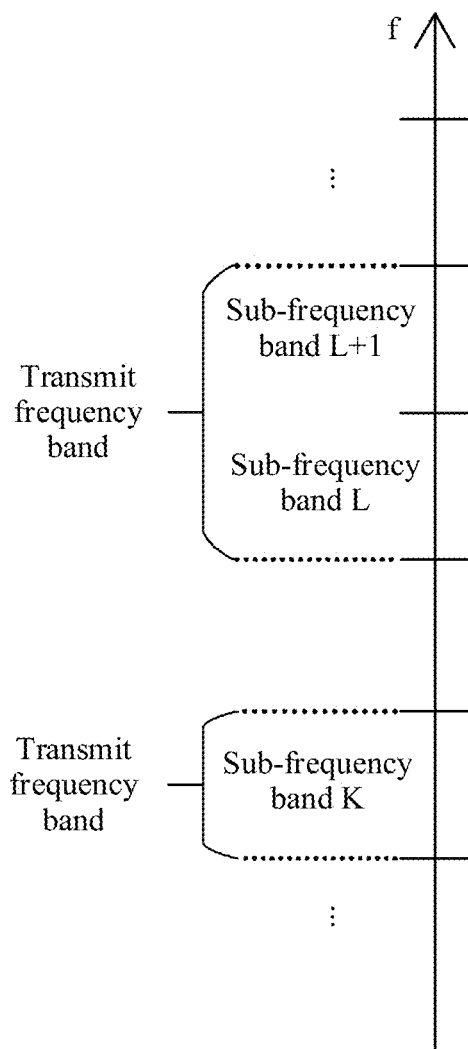 f
⋮
Sub-frequency
band L+1
Transmit
frequency
band
Sub-frequency
band L
Transmit
frequency
band
Sub-frequency
band K
⋮